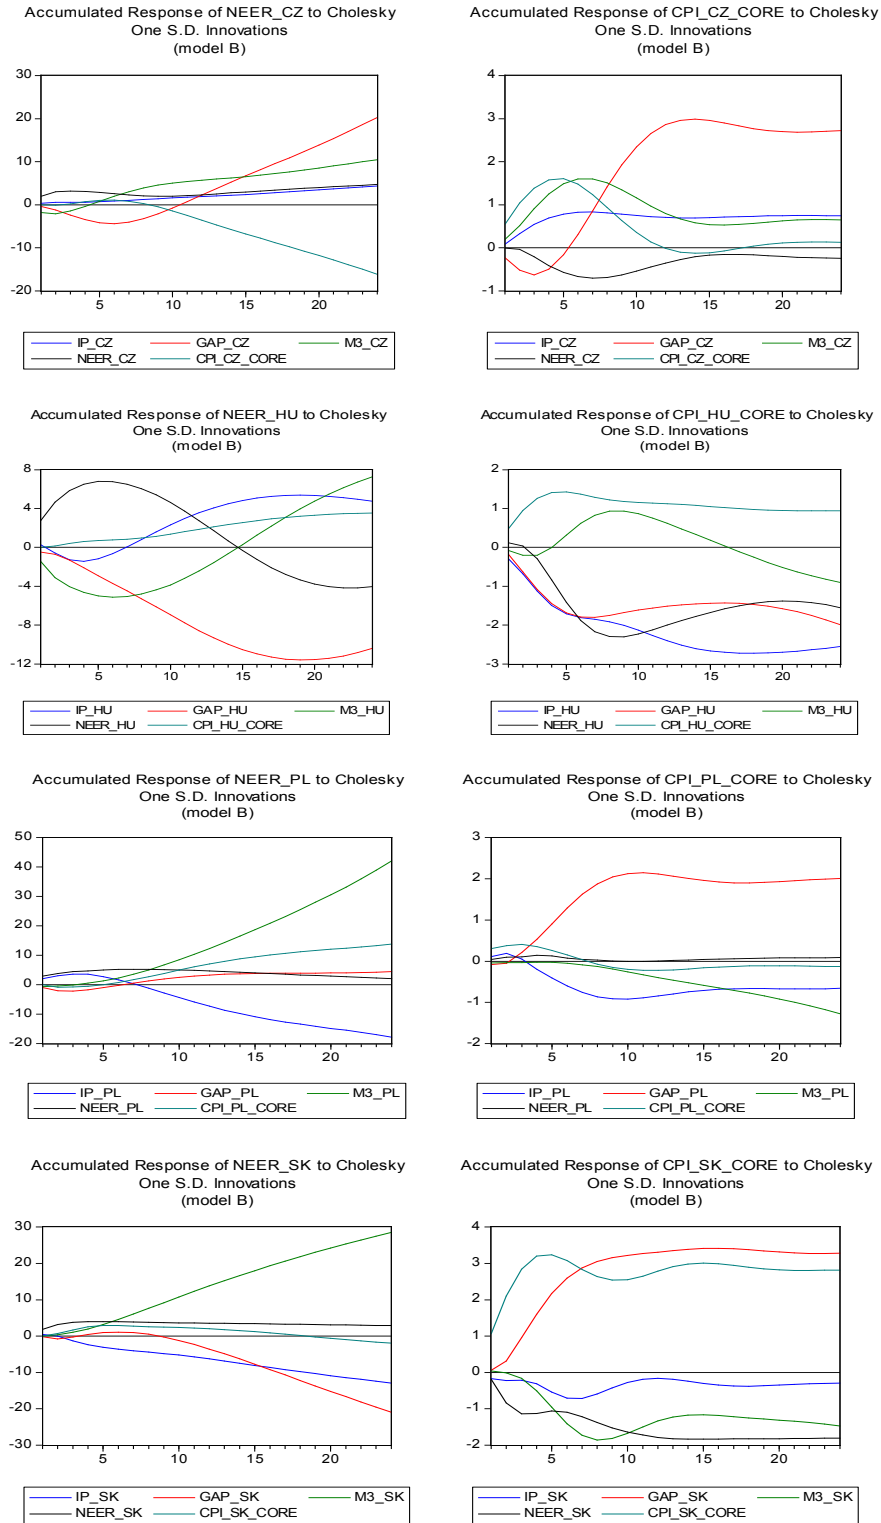 Accumulated Response of NEER_CZ to Cholesky
One S.D. Innovations
(model B)
30
20
10
0
-10
-20
5
10
15
20
IP_CZ GAP_CZ M3_CZ
NEER_CZ CPI_CZ_CORE
Accumulated Response of CPI_CZ_CORE to Cholesky
One S.D. Innovations
(model B)
4
3
2
1
0
-1
5
10
15
20
IP_CZ GAP_CZ M3_CZ
NEER_CZ CPI_CZ_CORE
Accumulated Response of NEER_HU to Cholesky
One S.D. Innovations
(model B)
8
4
0
-4
-8
-12
5
10
15
20
IP_HU GAP_HU M3_HU
NEER_HU CPI_HU_CORE
Accumulated Response of CPI_HU_CORE to Cholesky
One S.D. Innovations
(model B)
2
1
0
-1
-2
-3
5
10
15
20
IP_HU GAP_HU M3_HU
NEER_HU CPI_HU_CORE
Accumulated Response of NEER_PL to Cholesky
One S.D. Innovations
(model B)
50
40
30
20
10
0
-10
-20
5
10
15
20
IP_PL GAP_PL M3_PL
NEER_PL CPI_PL_CORE
Accumulated Response of CPI_PL_CORE to Cholesky
One S.D. Innovations
(model B)
3
2
1
0
-1
-2
5
10
15
20
IP_PL GAP_PL M3_PL
NEER_PL CPI_PL_CORE
Accumulated Response of NEER_SK to Cholesky
One S.D. Innovations
(model B)
30
20
10
0
-10
-20
-30
5
10
15
20
IP_SK GAP_SK M3_SK
NEER_SK CPI_SK_CORE
Accumulated Response of CPI_SK_CORE to Cholesky
One S.D. Innovations
(model B)
4
3
2
1
0
-1
-2
5
10
15
20
IP_SK GAP_SK M3_SK
NEER_SK CPI_SK_CORE